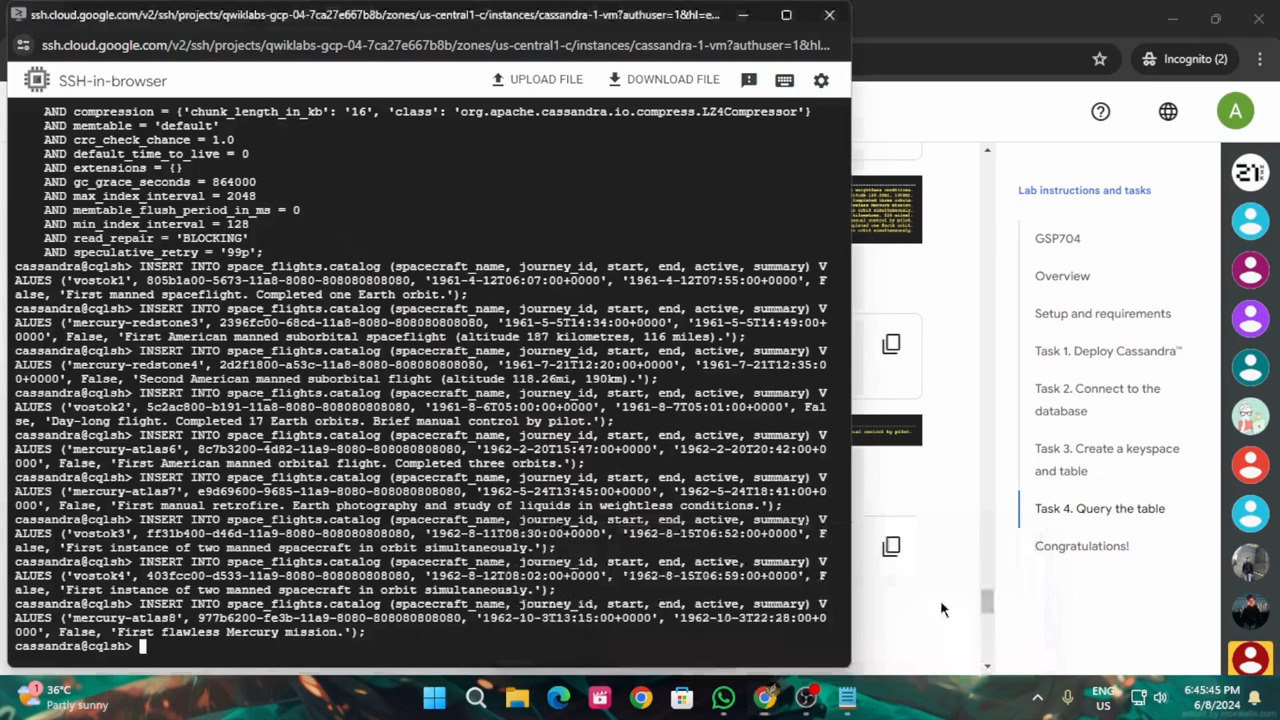 ssh.cloud.google.com/v2/ssh/projects/qwiklabs-gcp-04-7ca27e667b8b/zones/us-central1-c/instances/cassandra-1-vm?authuser=1&hl=e...
ssh.cloud.google.com/v2/ssh/projects/qwiklabs-gcp-04-7ca27e667b8b/zones/us-central1-c/instances/cassandra-1-vm?authuser=1&hl...
Incognito (2)
SSH-in-browser
UPLOAD FILE
DOWNLOAD FILE
A
AND compression = {'chunk_length_in_kb': '16', 'class': 'org.apache.cassandra.io.compress.LZ4Compressor'}
AND memtable = 'default'
AND crc_check_chance = 1.0
AND default_time_to_live = 0
AND extensions = {}
AND gc_grace_seconds = 864000
AND max_index_interval = 2048
AND memtable_flush_period_in_ms = 0
AND min_index_interval = 128
AND read_repair = 'BLOCKING'
AND speculative_retry = '99p';
cassandra@cqlsh> INSERT INTO space_flights.catalog (spacecraft_name, journey_id, start, end, active, summary) V
ALUES ('vostok1', 805b1a00-5673-11a8-8080-808080808080, '1961-4-12T06:07:00+0000', '1961-4-12T07:55:00+0000', F
alse, 'First manned spaceflight. Completed one Earth orbit.');
cassandra@cqlsh> INSERT INTO space_flights.catalog (spacecraft_name, journey_id, start, end, active, summary) V
ALUES ('mercury-redstone3', 2396fc00-68cd-11a8-8080-808080808080, '1961-5-5T14:34:00+0000', '1961-5-5T14:49:00+
0000', False, 'First American manned suborbital spaceflight (altitude 187 kilometres, 116 miles).');
cassandra@cqlsh> INSERT INTO space_flights.catalog (spacecraft_name, journey_id, start, end, active, summary) V
ALUES ('mercury-redstone4', 2d2f1800-a53c-11a8-8080-808080808080, '1961-7-21T12:20:00+0000', '1961-7-21T12:35:0
0+0000', False, 'Second American manned suborbital flight (altitude 118.26mi, 190km).');
cassandra@cqlsh> INSERT INTO space_flights.catalog (spacecraft_name, journey_id, start, end, active, summary) V
ALUES ('vostok2', 5c2ac800-b191-11a8-8080-808080808080, '1961-8-6T05:00:00+0000', '1961-8-7T05:01:00+0000', Fal
se, 'Day-long flight. Completed 17 Earth orbits. Brief manual control by pilot.');
cassandra@cqlsh> INSERT INTO space_flights.catalog (spacecraft_name, journey_id, start, end, active, summary) V
ALUES ('mercury-atlas6', 3200-4d82-11a9-8080-808080808080, '1962-2-20T15:47:00+0000', '1962-2-20T20:42:00+0
000', False, 'First American manned orbital flight. Completed three orbits.');
cassandra@cqlsh> INSERT INTO space_flights.catalog (spacecraft_name, journey_id, start, end, active, summary) V
ALUES ('mercury-atlas7', e9d69600-9685-11a9-8080-808080808080, '1962-5-24T13:45:00+0000', '1962-5-24T18:41:00+0
000', False, 'First manual retrofire. Earth photography and study of liquids in weightless conditions.');
cassandra@cqlsh> INSERT INTO space_flights.catalog (spacecraft_name, journey_id, start, end, active, summary) V
ALUES ('vostok3', ff31b400-d46d-11a9-8080-808080808080, '1962-8-11T08:30:00+0000', '1962-8-15T06:52:00+0000', F
alse, 'First instance of two manned spacecraft in orbit simultaneously.');
cassandra@cqlsh> INSERT INTO space_flights.catalog (spacecraft_name, journey_id, start, end, active, summary) V
ALUES ('vostok4', 403fcc00-d533-11a9-8080-808080808080, '1962-8-12T08:02:00+0000', '1962-8-15T06:59:00+0000', F
alse, 'First instance of two manned spacecraft in orbit simultaneously.');
cassandra@cqlsh> INSERT INTO space_flights.catalog (spacecraft_name, journey_id, start, end, active, summary) V
ALUES ('mercury-atlas8', 977b6200-fe3b-11a9-8080-808080808080, '1962-10-3T13:15:00+0000', '1962-10-3T22:28:00+0
000', False, 'First flawless Mercury mission.');
cassandra@cqlsh>
Lab instructions and tasks
GSP704
Overview
Setup and requirements
Task 1. Deploy Cassandra™
Task 2. Connect to the
database
Task 3. Create a keyspace
and table
Task 4. Query the table
Congratulations!
21
1
36°C
Partly sunny
ENG
US
6:45:45 PM
6/8/2024